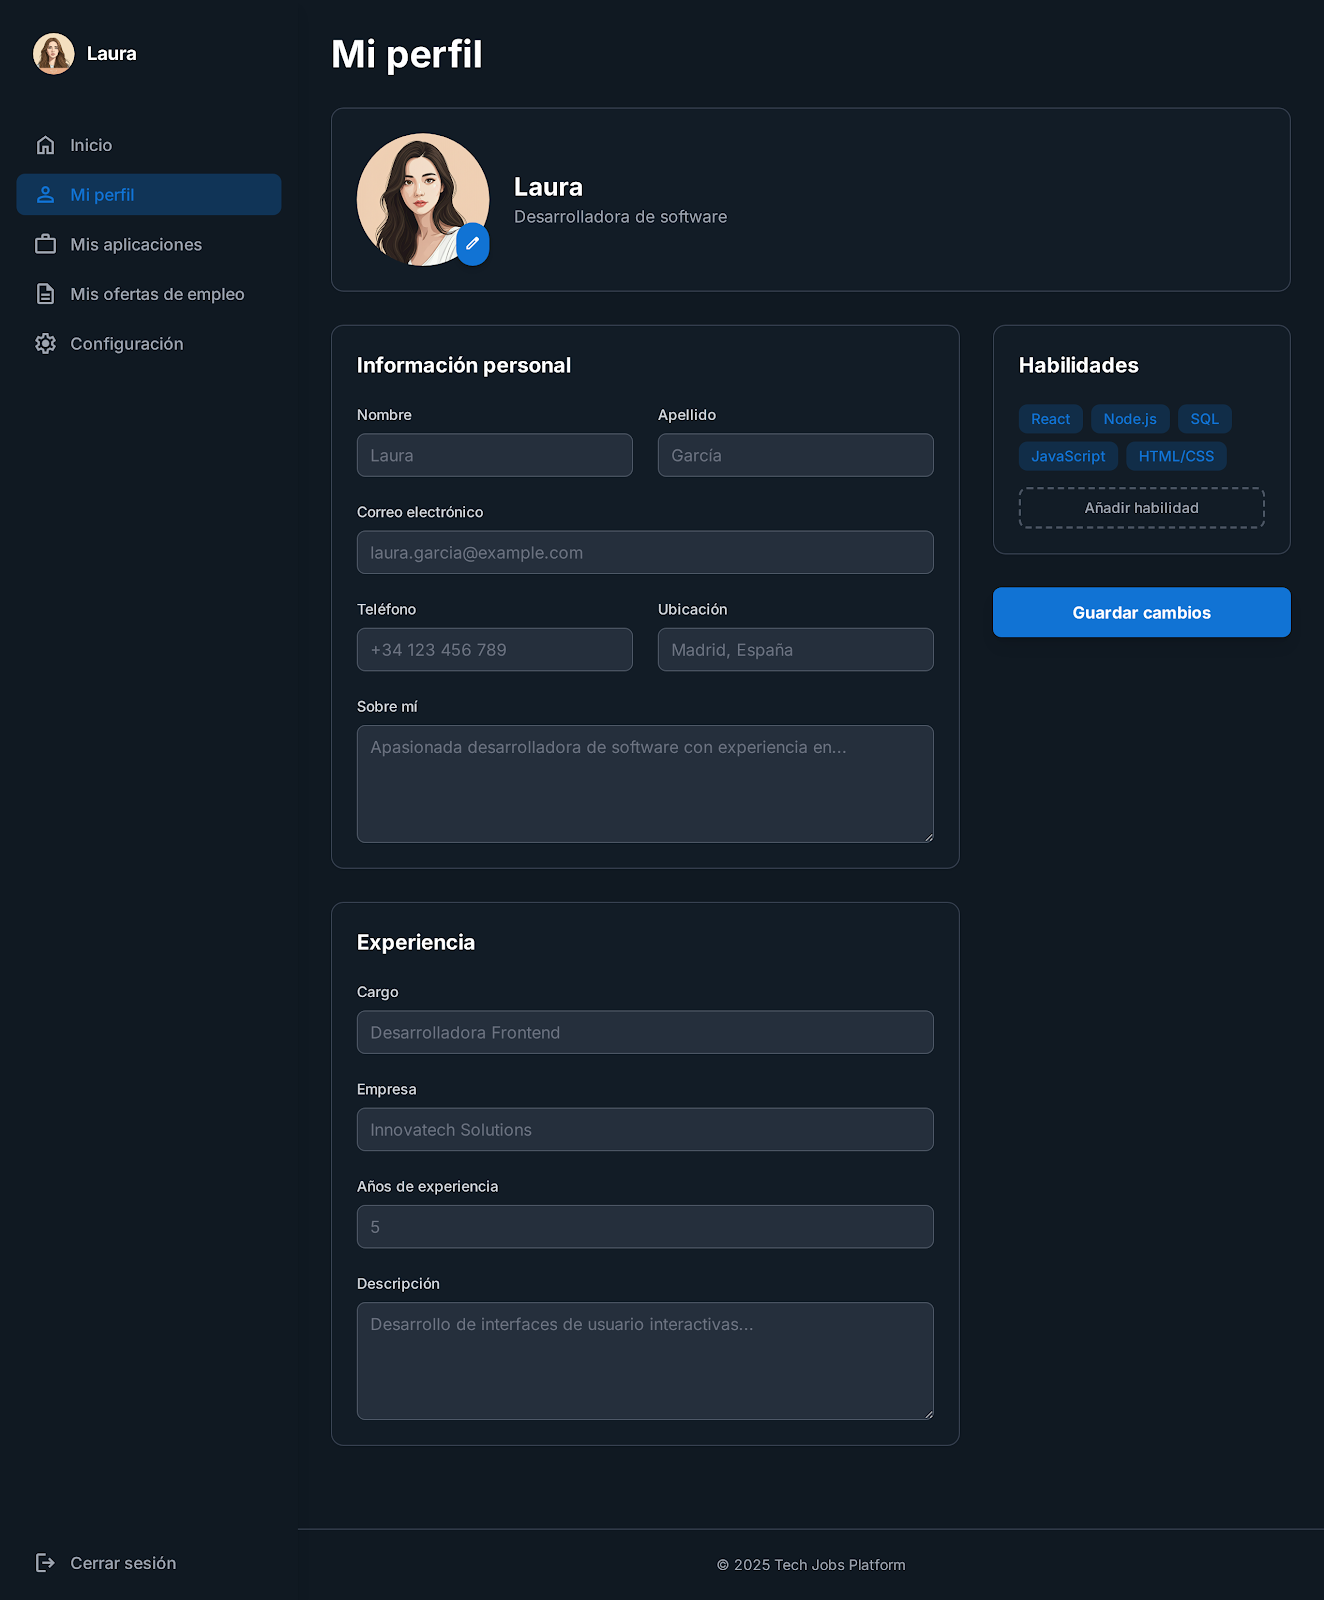 Laura
Inicio
Mi perfil
Mis aplicaciones
Mis ofertas de empleo
Configuración
Cerrar sesión
Mi perfil
Laura
Desarrolladora de software
Información personal
Nombre
Laura
Apellido
García
Correo electrónico
laura.garcia@example.com
Teléfono
+34 123 456 789
Ubicación
Madrid, España
Sobre mí
Apasionada desarrolladora de software con experiencia en...
Experiencia
Cargo
Desarrolladora Frontend
Empresa
Innovatech Solutions
Años de experiencia
5
Descripción
Desarrollo de interfaces de usuario interactivas...
Habilidades
React Node.js SQL
JavaScript HTML/CSS
Añadir habilidad
Guardar cambios
© 2025 Tech Jobs Platform